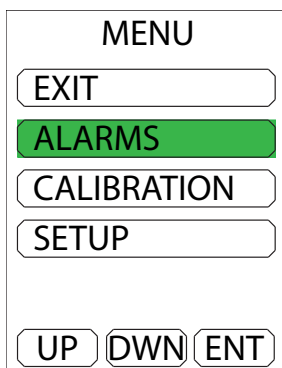 MENU
EXIT
ALARMS
CALIBRATION
SETUP
UP DWN ENT